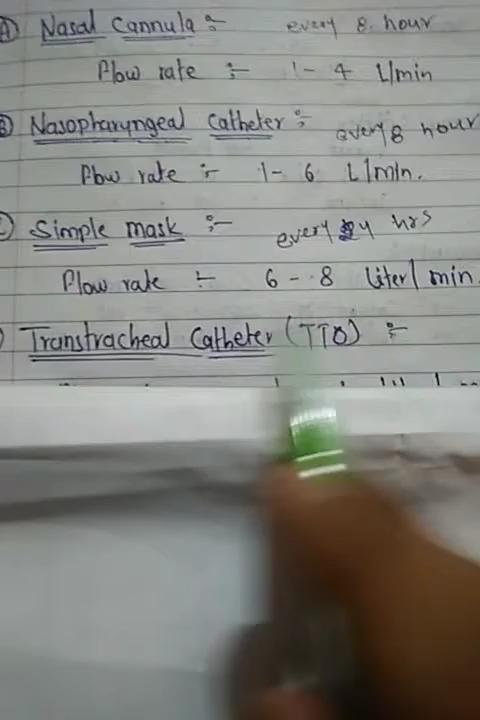 A) Nasal Cannula :- every 8 hour
Flow rate :- 1 - 4 L/min
B) Nasopharyngeal Catheter :- every 8 hour
Flow rate :- 1 - 6 L/min.
Simple mask :- every 4 hrs
Flow rate :- 6 - 8 liter/min.
Transtracheal Catheter (TTO) :-